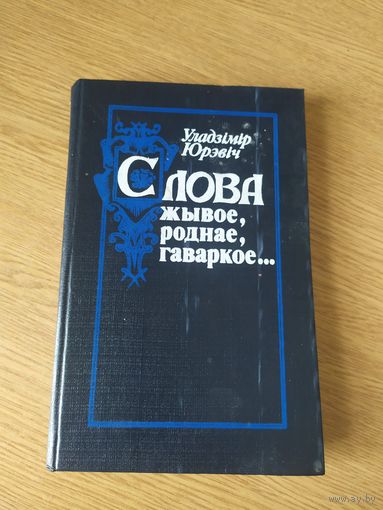 Уладзімір
Юрэвіч
СЛОВА
жывое,
роднае,
гаваркое...
www.ay.by